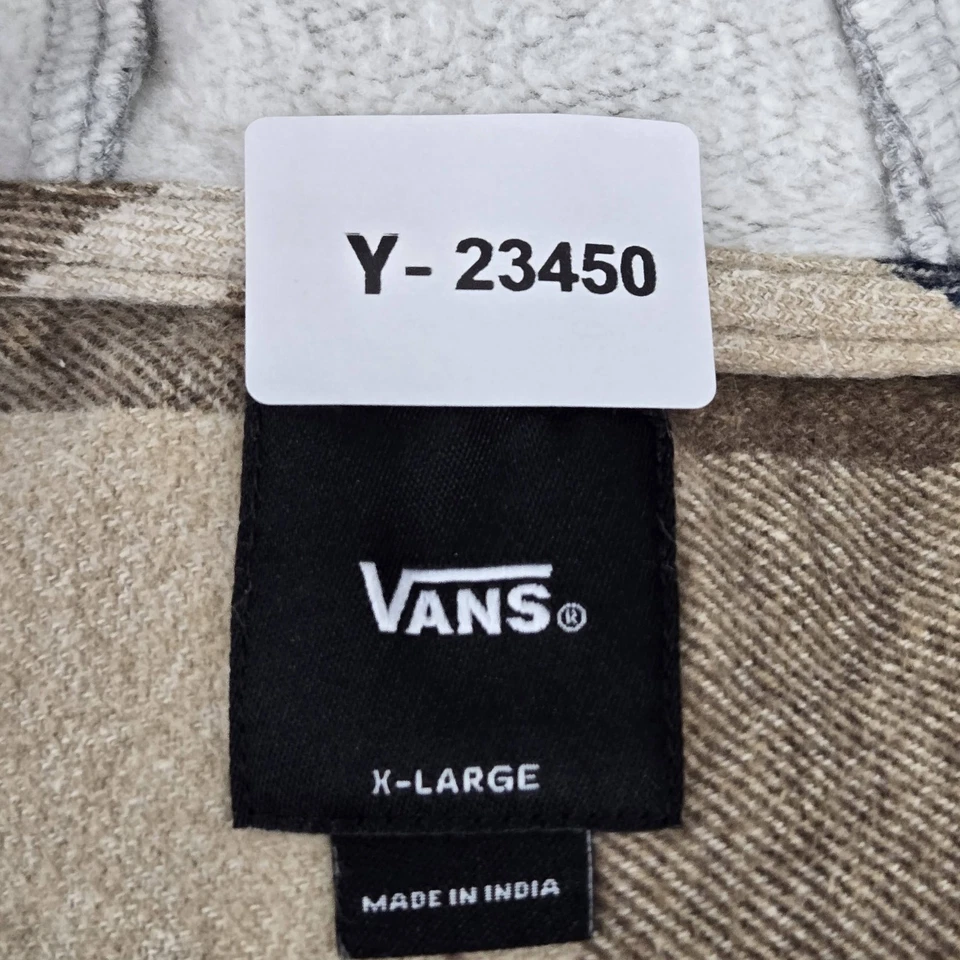 Y- 23450
VANS®
X-LARGE
MADE IN INDIA